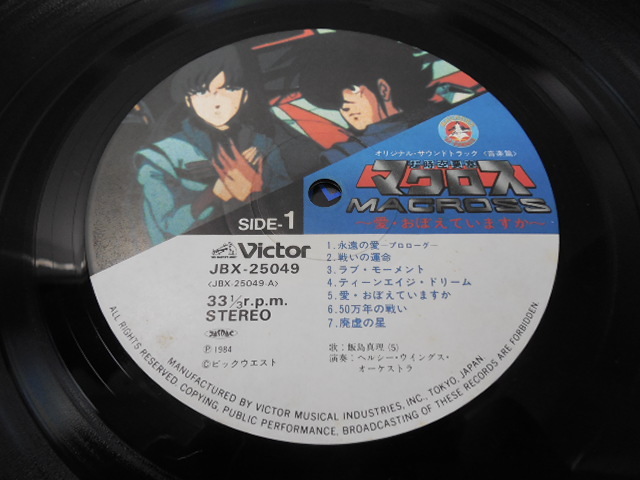 オリジナル・サウンドトラック〈音楽篇〉
超時空要塞
マクロス
MACROSS
～愛・おぼえていますか～
SIDE-1
Victor
JBX-25049
〈JBX-25049-A〉
33 1/3 r.p.m.
STEREO
Ⓟ 1984
©ビックウエスト
1. 永遠の愛―プロローグ―
2. 戦いの運命
3. ラブ・モーメント
4. ティーンエイジ・ドリーム
5. 愛・おぼえていますか
6. 50万年の戦い
7. 廃虚の星
歌：飯島真理 (5)
演奏：ヘルシー・ウイングス・
オーケストラ
MANUFACTURED BY VICTOR MUSICAL INDUSTRIES, INC., TOKYO, JAPAN
ALL RIGHTS RESERVED. COPYING, PUBLIC PERFORMANCE, BROADCASTING OF THESE RECORDS ARE FORBIDDEN.